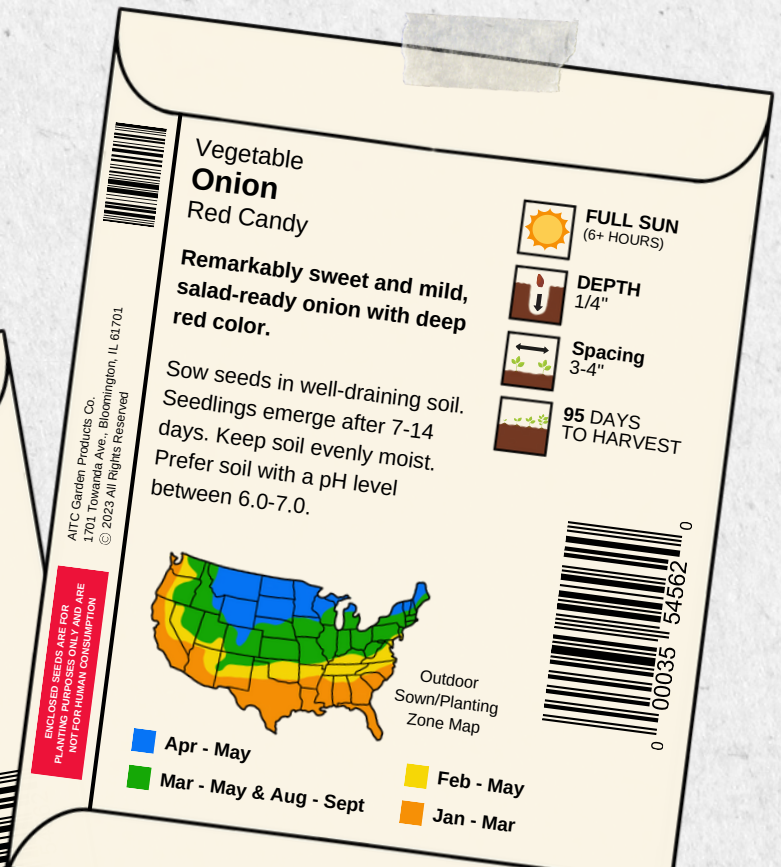 Vegetable
Onion
Red Candy
Remarkably sweet and mild,
salad-ready onion with deep
red color.
Sow seeds in well-draining soil.
Seedlings emerge after 7-14
days. Keep soil evenly moist.
Prefer soil with a pH level
between 6.0-7.0.
FULL SUN
(6+ HOURS)
DEPTH
1/4"
Spacing
3-4"
95 DAYS
TO HARVEST
Outdoor
Sown/Planting
Zone Map
Apr - May
Mar - May & Aug - Sept
Feb - May
Jan - Mar
0 00035 54562 0
AITC Garden Products Co.
1701 Towanda Ave., Bloomington, IL 61701
© 2023 All Rights Reserved
ENCLOSED SEEDS ARE FOR
PLANTING PURPOSES ONLY AND ARE
NOT FOR HUMAN CONSUMPTION